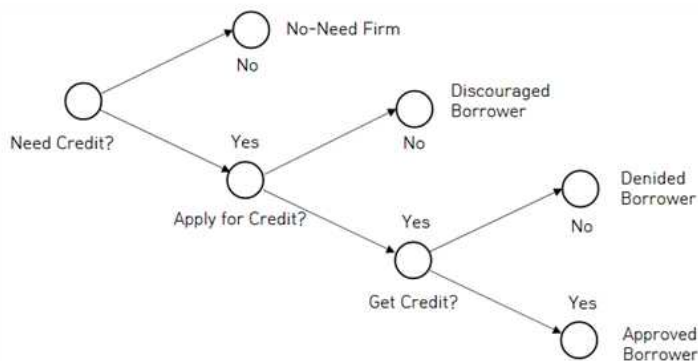 No-Need Firm
No
Need Credit?
Discouraged
Borrower
Yes
No
Apply for Credit?
Denided
Borrower
Yes
No
Get Credit?
Yes
Approved
Borrower